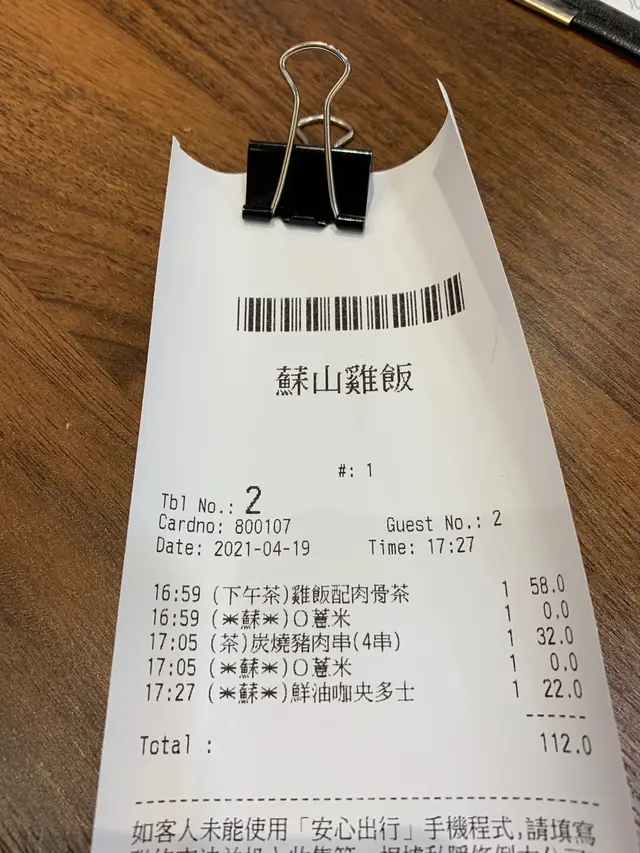 蘇山雞飯
#: 1
Tbl No.: 2
Cardno: 800107 Guest No.: 2
Date: 2021-04-19 Time: 17:27
16:59 (下午茶)雞飯配肉骨茶 1 58.0
16:59 (*蘇*)O薏米 1 0.0
17:05 (茶)炭燒豬肉串(4串) 1 32.0
17:05 (*蘇*)O薏米 1 0.0
17:27 (*蘇*)鮮油咖央多士 1 22.0
------
Total : 112.0
如客人未能使用「安心出行」手機程式,請填寫